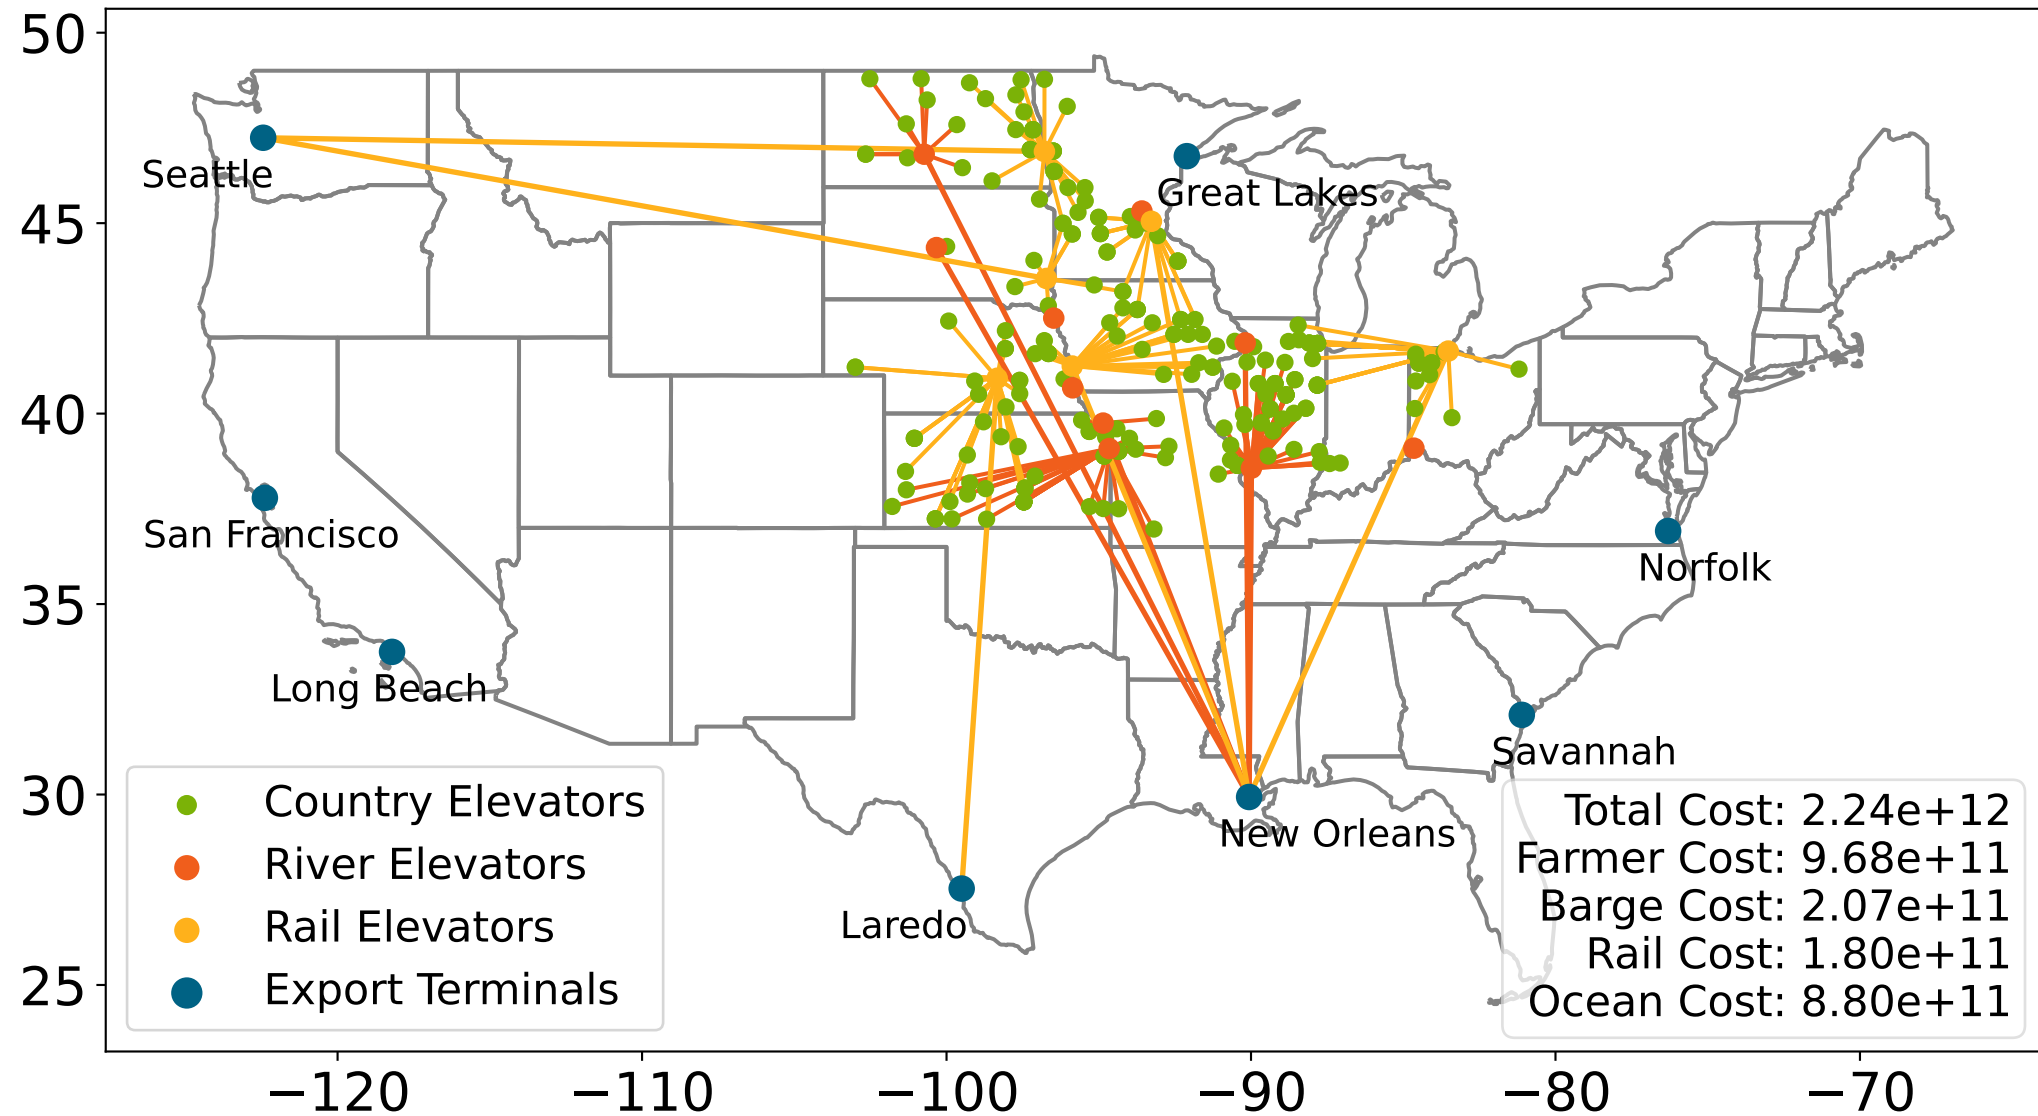 50
45
40
35
30
25
−120
−110
−100
−90
−80
−70
Seattle
Great Lakes
San Francisco
Norfolk
Long Beach
Savannah
New Orleans
Laredo
Country Elevators
River Elevators
Rail Elevators
Export Terminals
Total Cost: 2.24e+12
Farmer Cost: 9.68e+11
Barge Cost: 2.07e+11
Rail Cost: 1.80e+11
Ocean Cost: 8.80e+11